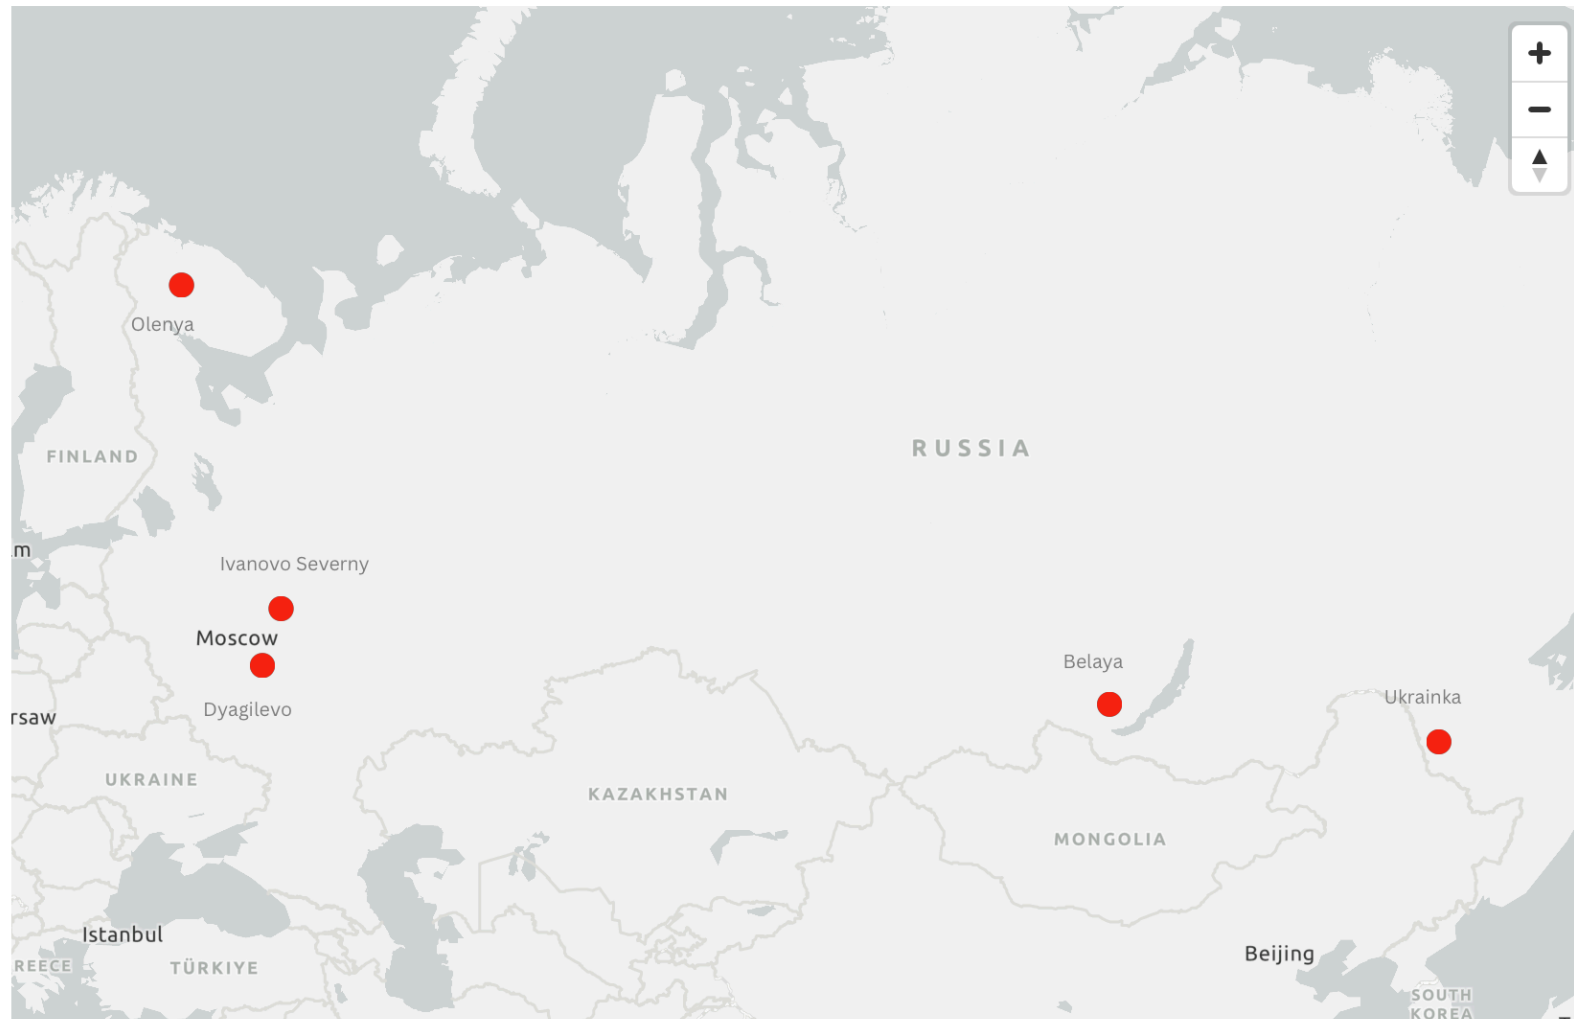 Olenya
RUSSIA
FINLAND
m
Ivanovo Severny
Moscow
Belaya
Ukrainka
Dyagilevo
rsaw
UKRAINE
KAZAKHSTAN
MONGOLIA
Istanbul
Beijing
REECE
TÜRKIYE
SOUTH
KOREA